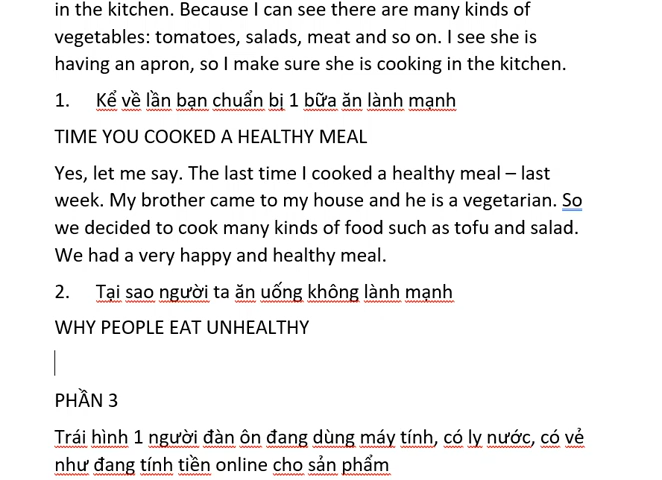 in the kitchen. Because I can see there are many kinds of
vegetables: tomatoes, salads, meat and so on. I see she is
having an apron, so I make sure she is cooking in the kitchen.
1. Kể về lần bạn chuẩn bị 1 bữa ăn lành mạnh
TIME YOU COOKED A HEALTHY MEAL
Yes, let me say. The last time I cooked a healthy meal – last
week. My brother came to my house and he is a vegetarian. So
we decided to cook many kinds of food such as tofu and salad.
We had a very happy and healthy meal.
2. Tại sao người ta ăn uống không lành mạnh
WHY PEOPLE EAT UNHEALTHY
PHẦN 3
Trái hình 1 người đàn ôn đang dùng máy tính, có ly nước, có vẻ
như đang tính tiền online cho sản phẩm